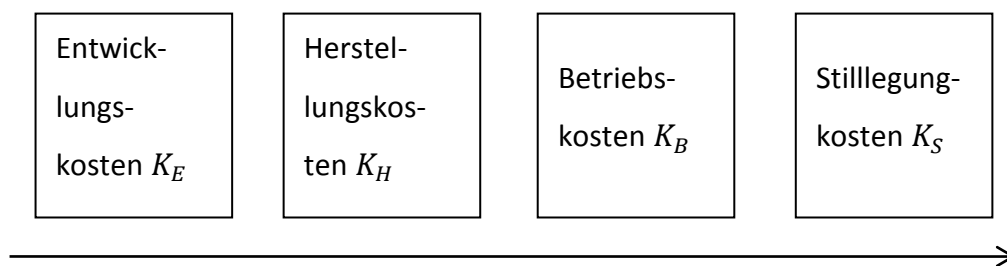 Entwick-
lungs-
kosten K_E
Herstel-
lungskos-
ten K_H
Betriebs-
kosten K_B
Stilllegung-
kosten K_S